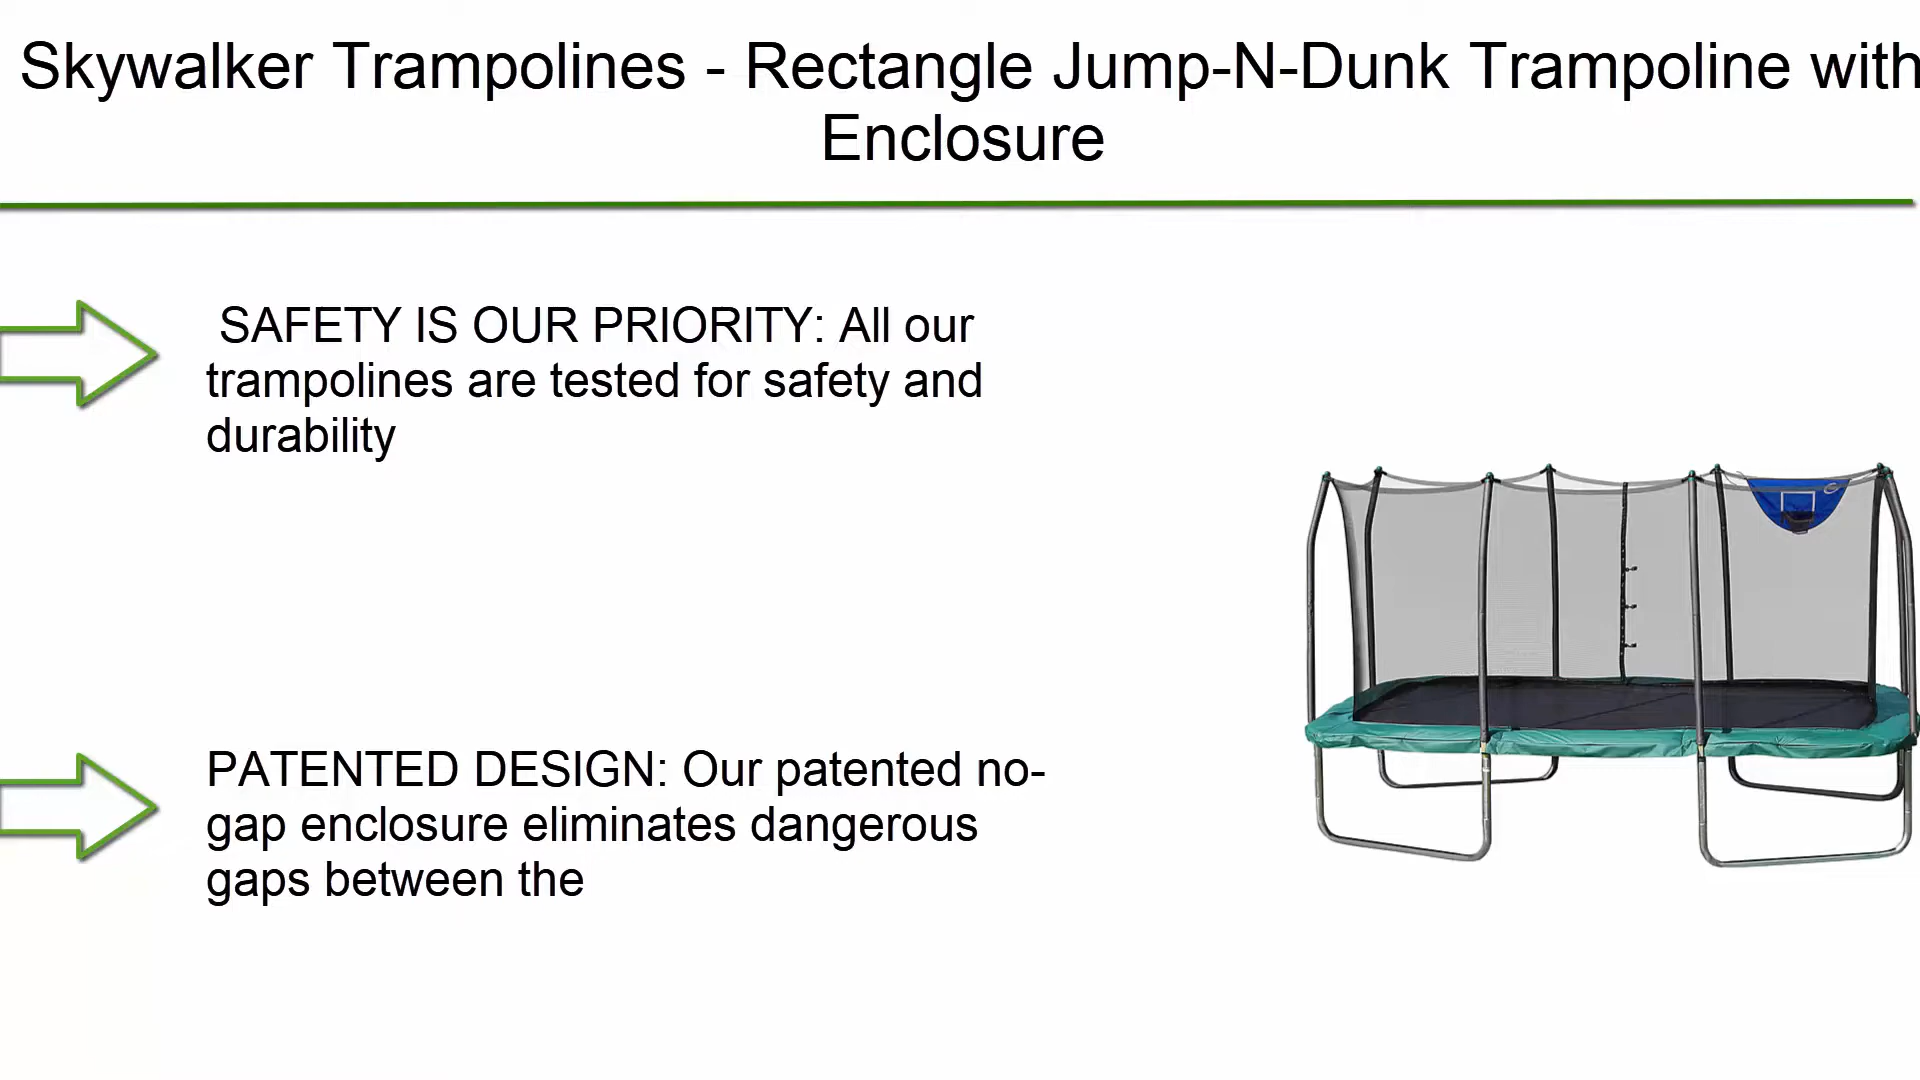 Skywalker Trampolines - Rectangle Jump-N-Dunk Trampoline with
Enclosure
SAFETY IS OUR PRIORITY: All our
trampolines are tested for safety and
durability
PATENTED DESIGN: Our patented no-
gap enclosure eliminates dangerous
gaps between the